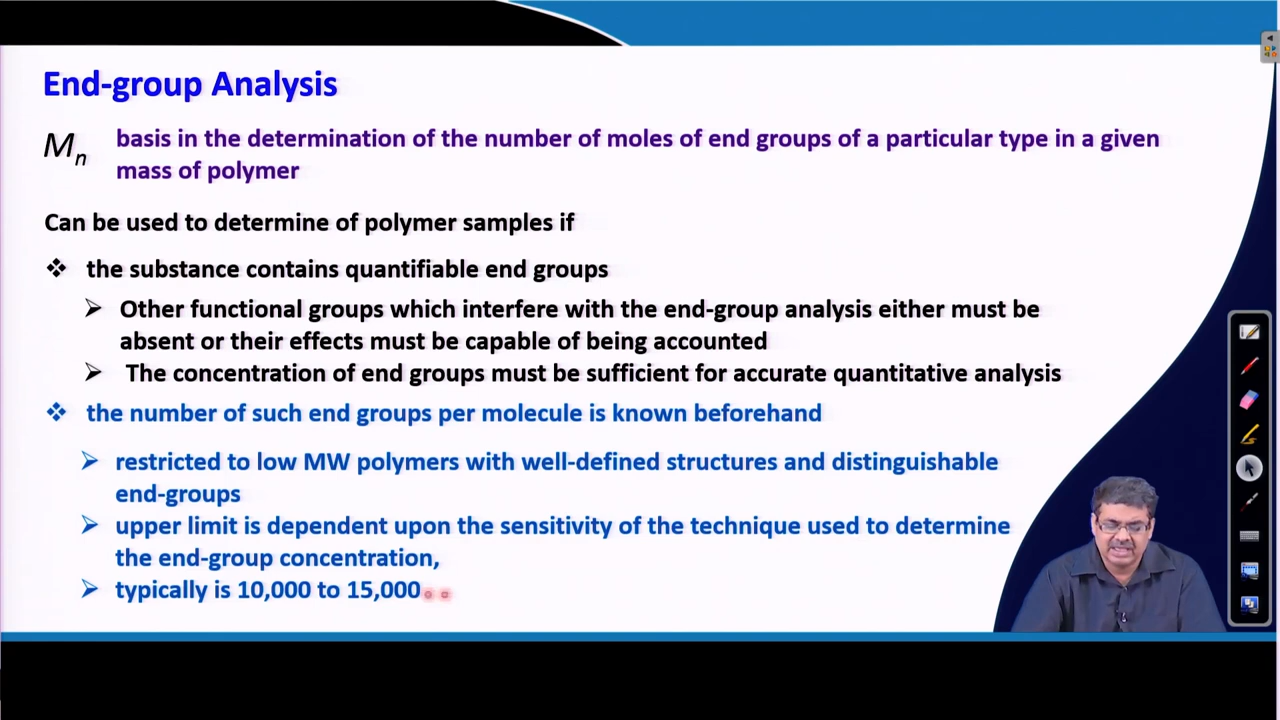 End-group Analysis
Mn
basis in the determination of the number of moles of end groups of a particular type in a given
mass of polymer
Can be used to determine of polymer samples if
❖ the substance contains quantifiable end groups
➢ Other functional groups which interfere with the end-group analysis either must be
absent or their effects must be capable of being accounted
➢ The concentration of end groups must be sufficient for accurate quantitative analysis
❖ the number of such end groups per molecule is known beforehand
➢ restricted to low MW polymers with well-defined structures and distinguishable
end-groups
➢ upper limit is dependent upon the sensitivity of the technique used to determine
the end-group concentration,
➢ typically is 10,000 to 15,000